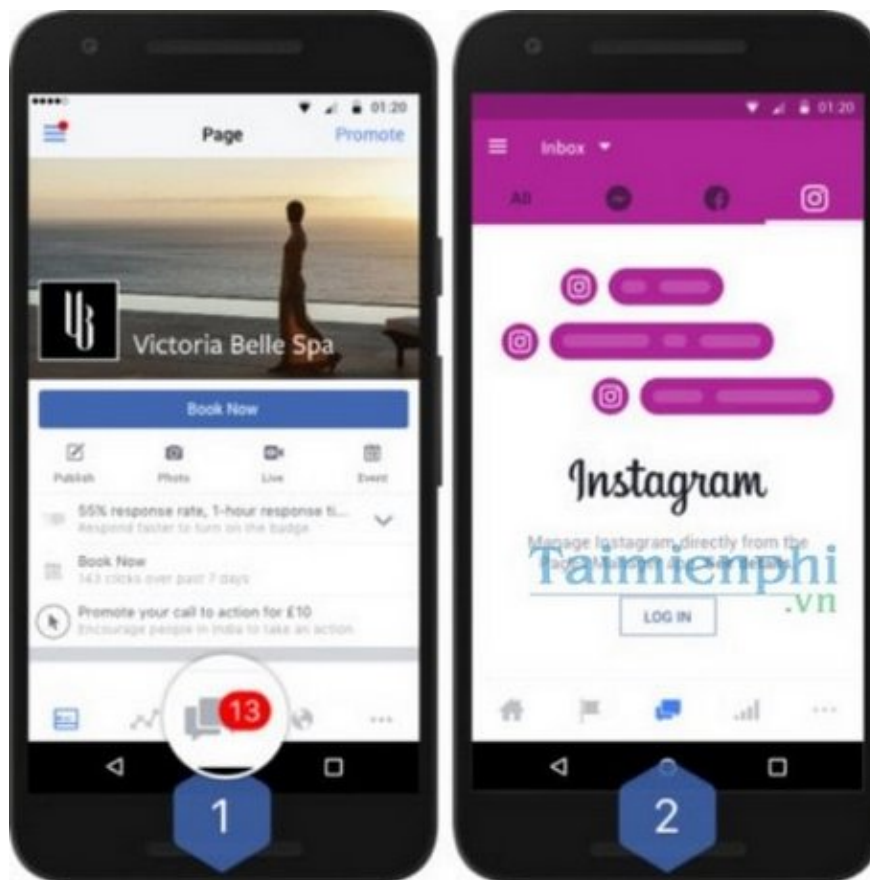 01:20
Page
Promote
Victoria Belle Spa
Book Now
Publish
Photo
Live
Event
55% response rate, 1-hour response ti...
Respond faster to turn on the badge
Book Now
143 clicks over past 7 days
Promote your call to action for £10
Encourage people in India to take an action
13
1
01:20
Inbox
All
Instagram
Manage Instagram directly from the
Taimienphi
.vn
LOG IN
2